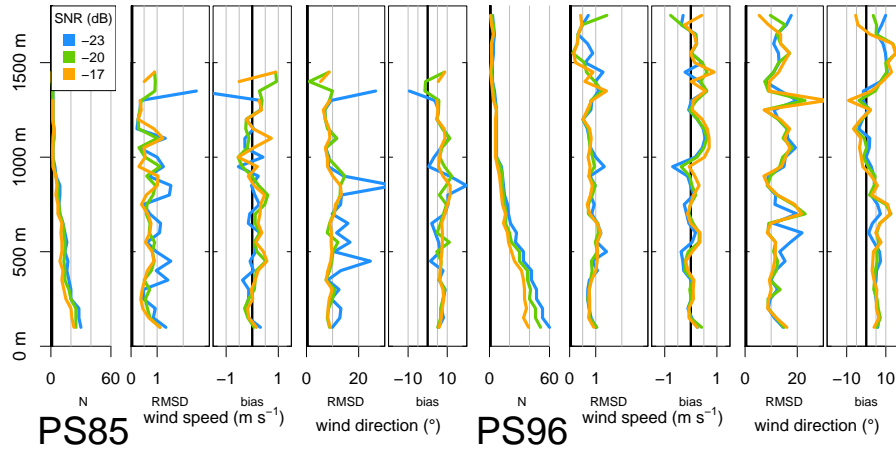 SNR (dB)
−23
−20
−17
0 m
500 m
1000 m
1500 m
0 60
N
0 1
RMSD
−1 1
bias
wind speed (m s−1)
0 20
RMSD
−10 10
bias
wind direction (°)
PS85
0 60
N
0 1
RMSD
−1 1
bias
wind speed (m s−1)
0 20
RMSD
−10 10
bias
wind direction (°)
PS96